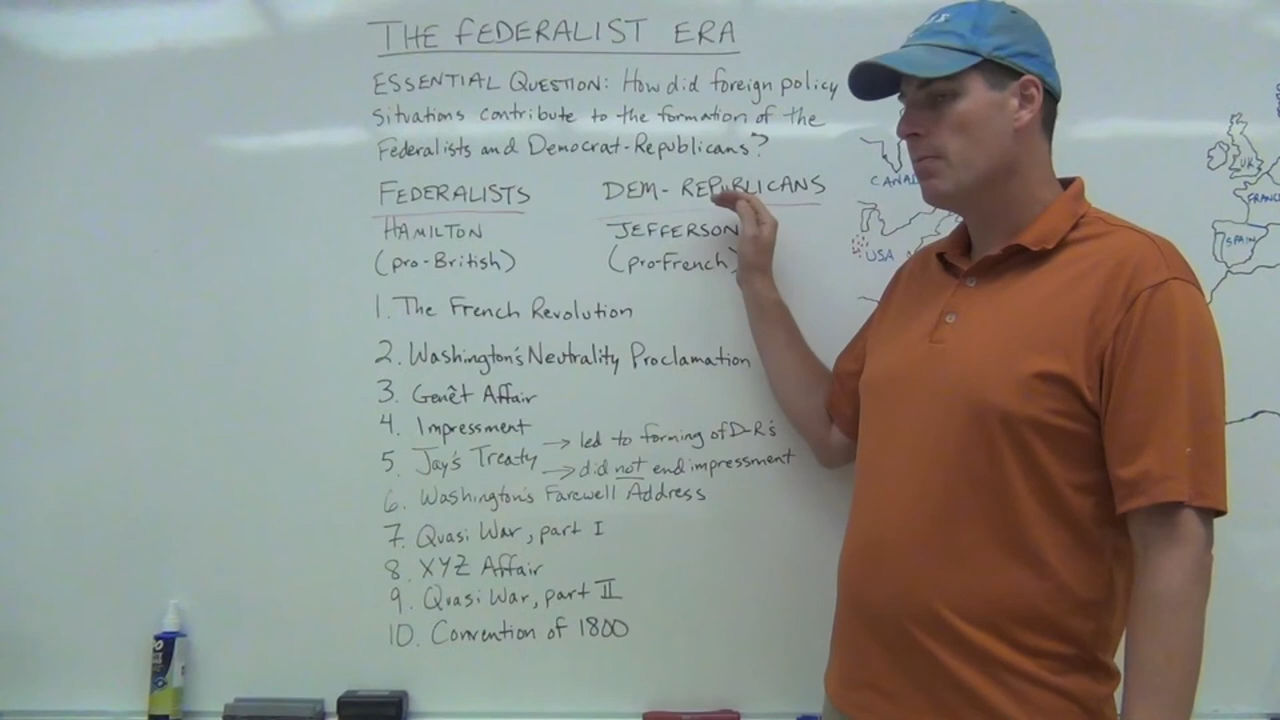 THE FEDERALIST ERA
ESSENTIAL QUESTION: How did foreign policy
situations contribute to the formation of the
Federalists and Democrat-Republicans?
FEDERALISTS
HAMILTON
(pro-British)
DEM-REPUBLICANS
JEFFERSON
(pro-French)
1. The French Revolution
2. Washington's Neutrality Proclamation
3. Genêt Affair
4. Impressment
5. Jay's Treaty
→ led to forming of D-R's
→ did not end impressment
6. Washington's Farewell Address
7. Quasi War, part I
8. XYZ Affair
9. Quasi War, part II
10. Convention of 1800
USA
UK
SPAIN